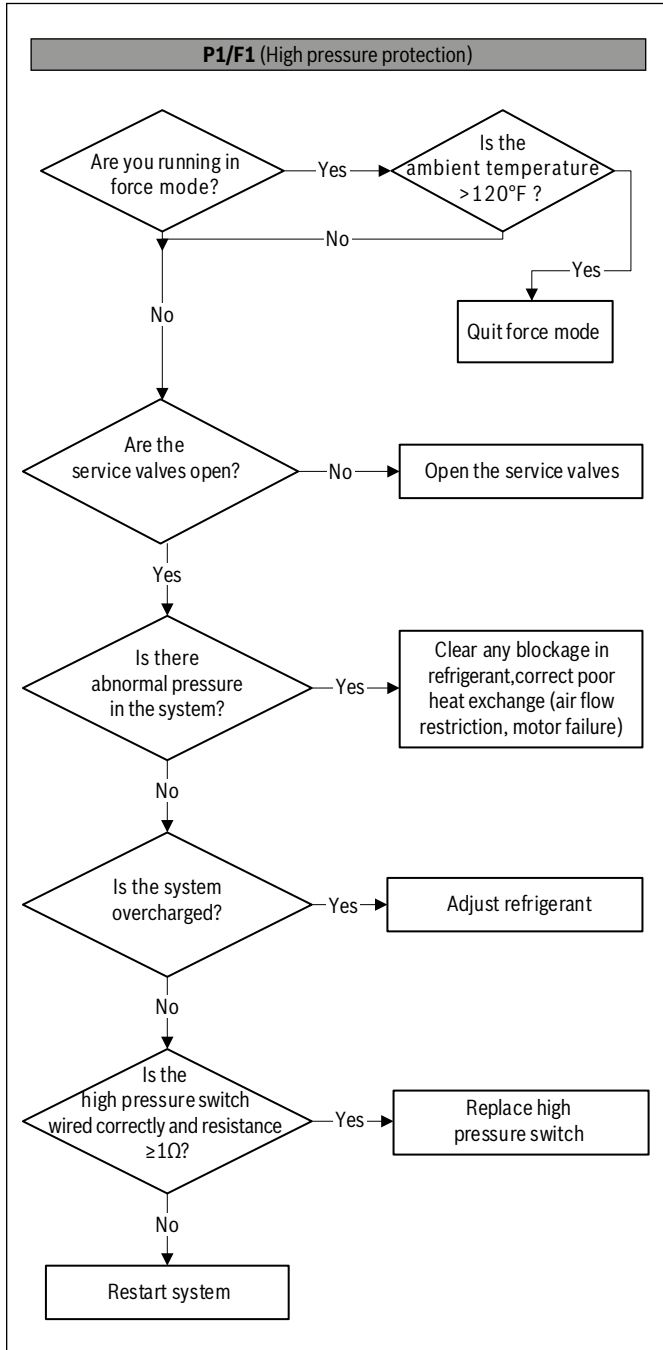 P1/F1 (High pressure protection)
Are you running in
force mode?
Yes
Is the
ambient temperature
>120°F ?
No
Yes
No
Quit force mode
Are the
service valves open?
No
Open the service valves
Yes
Is there
abnormal pressure
in the system?
Yes
Clear any blockage in
refrigerant,correct poor
heat exchange (air flow
restriction, motor failure)
No
Is the system
overcharged?
Yes
Adjust refrigerant
No
Is the
high pressure switch
wired correctly and resistance
≥1Ω?
Yes
Replace high
pressure switch
No
Restart system